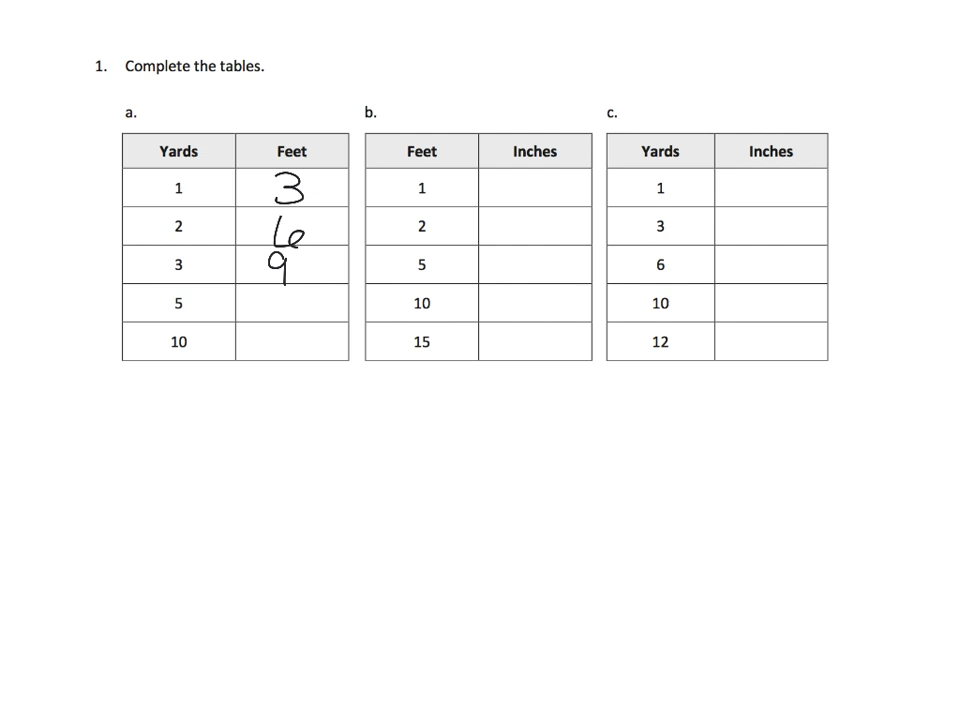 1. Complete the tables.
a. b. c.
Yards Feet Feet Inches Yards Inches
1 3 1 1
2 6 2 3
3 9 5 6
5 10 10
10 15 12